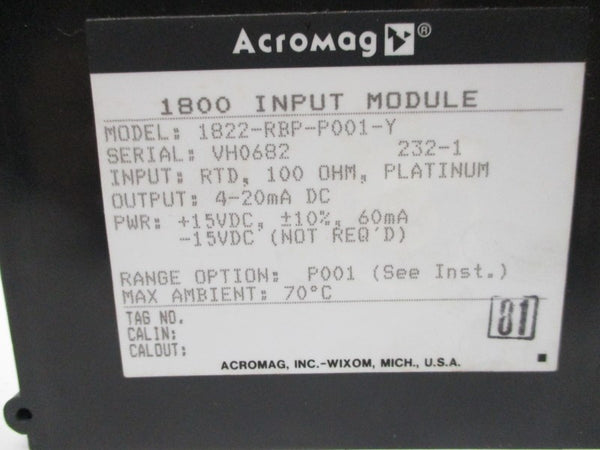 Acromag ®
1800 INPUT MODULE
MODEL: 1822-RBP-P001-Y
SERIAL: VH0682 232-1
INPUT: RTD, 100 OHM, PLATINUM
OUTPUT: 4-20mA DC
PWR: +15VDC, ±10%, 60mA
-15VDC (NOT REQ'D)
RANGE OPTION: P001 (See Inst.)
MAX AMBIENT: 70°C
TAG NO.
CALIN:
CALOUT:
01
ACROMAG, INC.-WIXOM, MICH., U.S.A.